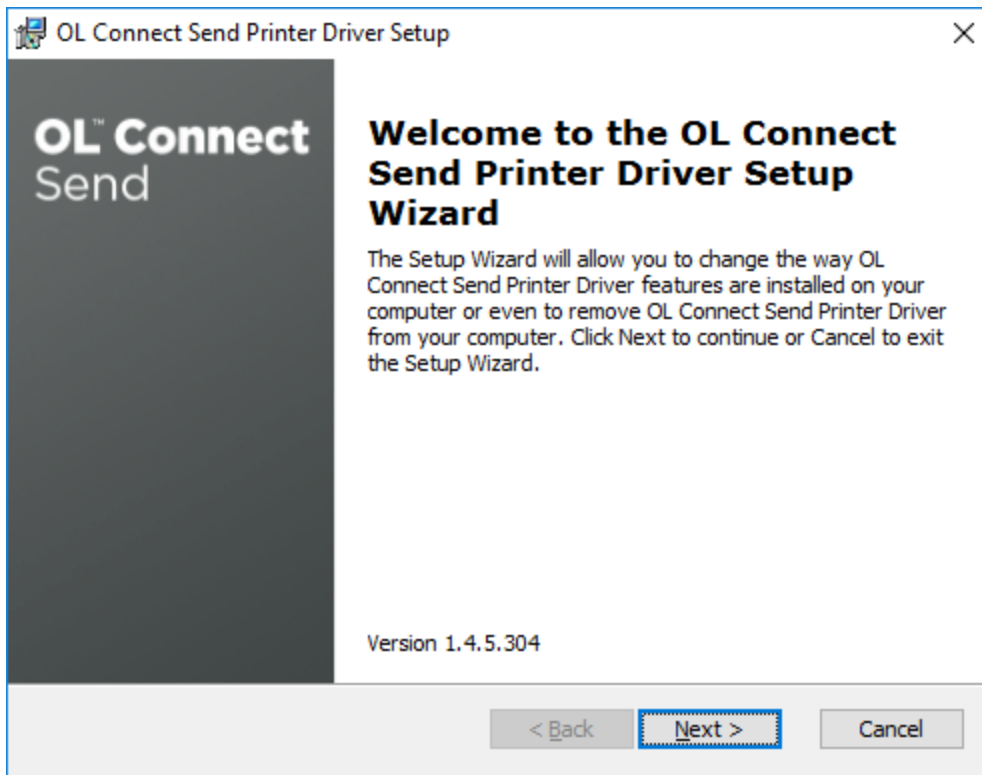 OL Connect Send Printer Driver Setup
OL™ Connect
Send
Welcome to the OL Connect
Send Printer Driver Setup
Wizard
The Setup Wizard will allow you to change the way OL
Connect Send Printer Driver features are installed on your
computer or even to remove OL Connect Send Printer Driver
from your computer. Click Next to continue or Cancel to exit
the Setup Wizard.
Version 1.4.5.304
< Back Next > Cancel